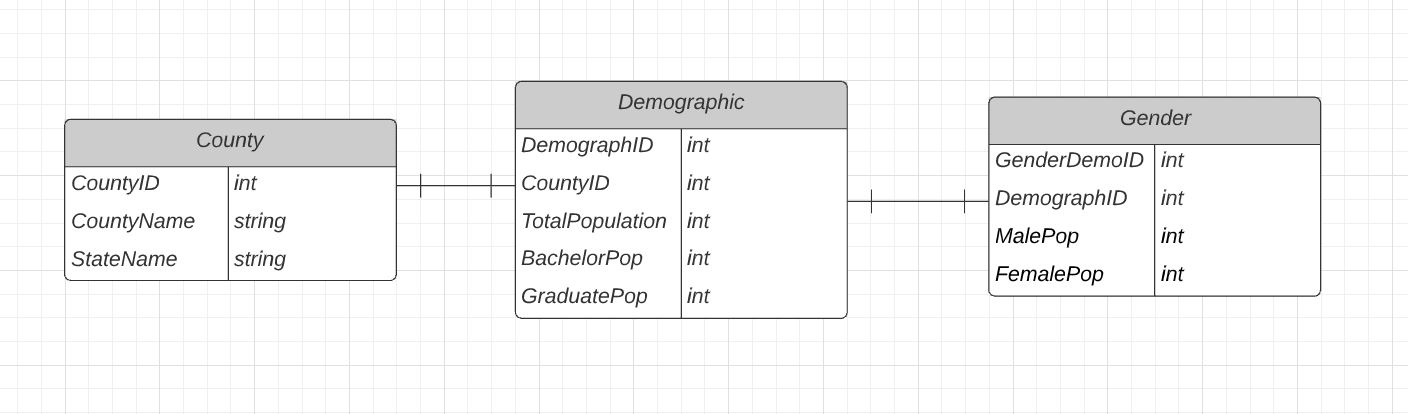 County
CountyID int
CountyName string
StateName string
Demographic
DemographID int
CountyID int
TotalPopulation int
BachelorPop int
GraduatePop int
Gender
GenderDemoID int
DemographID int
MalePop int
FemalePop int